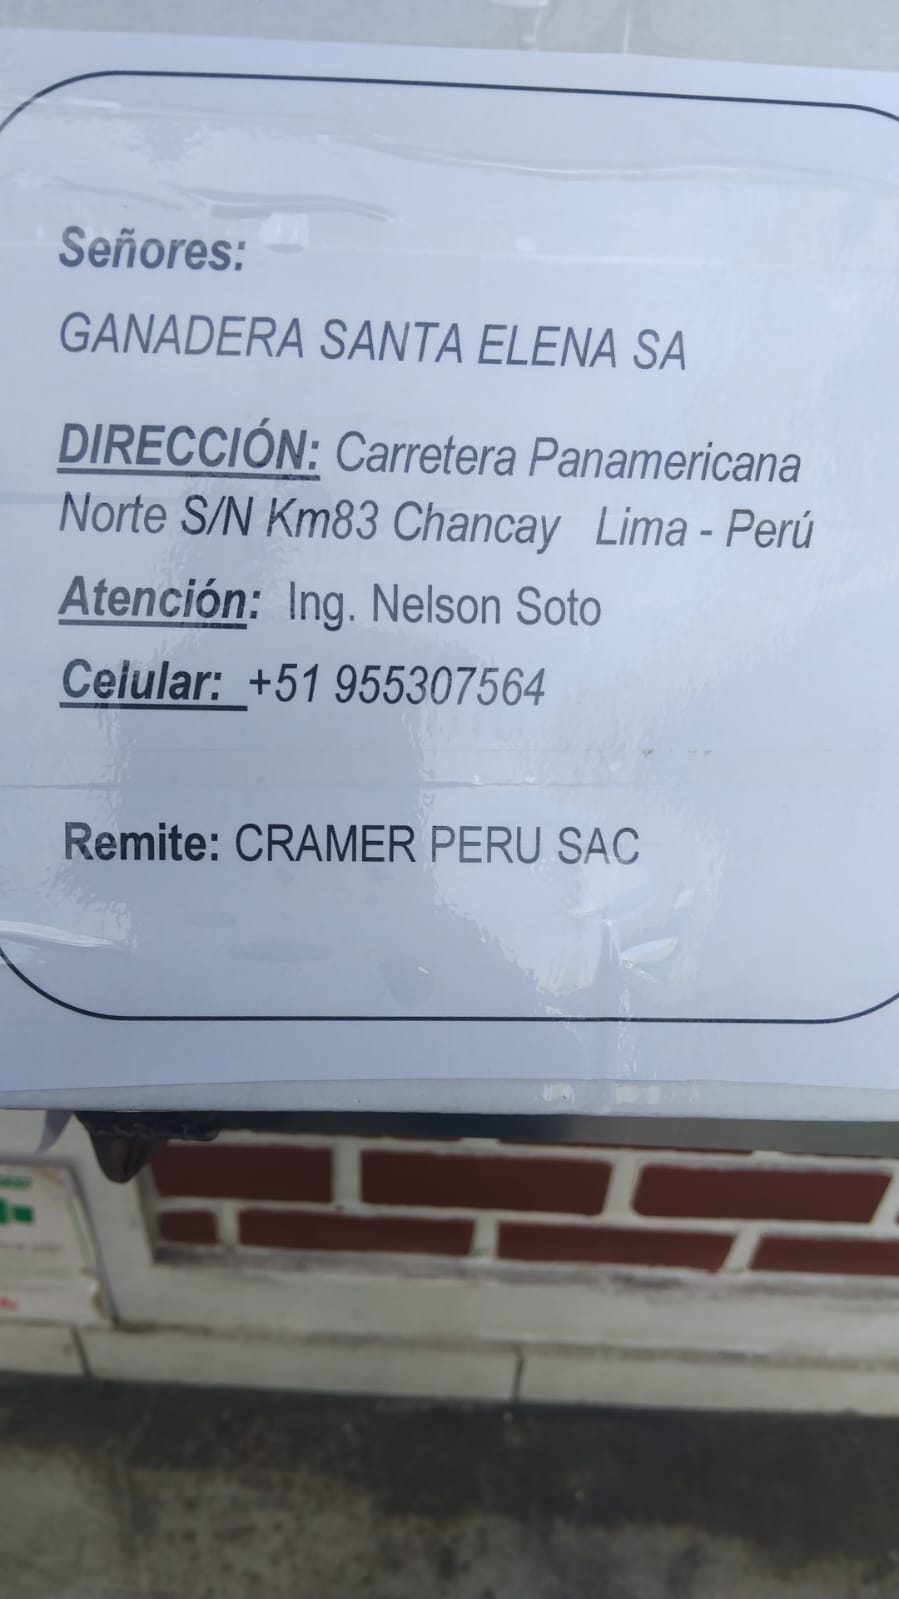 Señores:
GANADERA SANTA ELENA SA
DIRECCIÓN: Carretera Panamericana
Norte S/N Km83 Chancay Lima - Perú
Atención: Ing. Nelson Soto
Celular: +51 955307564
Remite: CRAMER PERU SAC